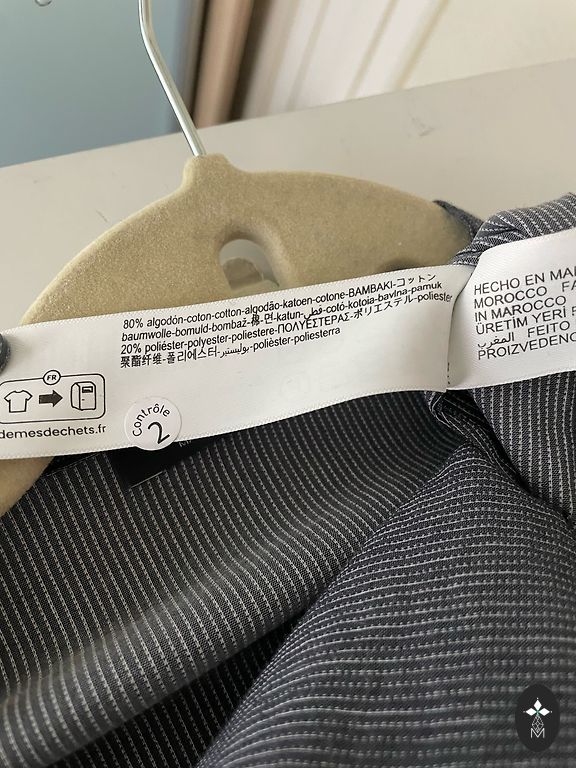 80% algodón-coton-cotton-algodão-katoen-cotone-BAMBAKI-コットン
baumwolle-bomuld-bombaž-棉-면-katun-قطن-cotó-kotoia-bavlna-pamuk
20% poliéster-polyester-poliestere-ΠΟΛΥΕΣΤΕΡΑΣ-ポリエステル-poliester
聚酯纤维-폴리에스터-بوليستير-polièster-poliesterra
FR
demesdechets.fr
Contrôle
2
HECHO EN MA
MOROCCO FA
IN MAROCCO
ÜRETİM YERİ F
المغرب FEITO
PROIZVEDENO
M